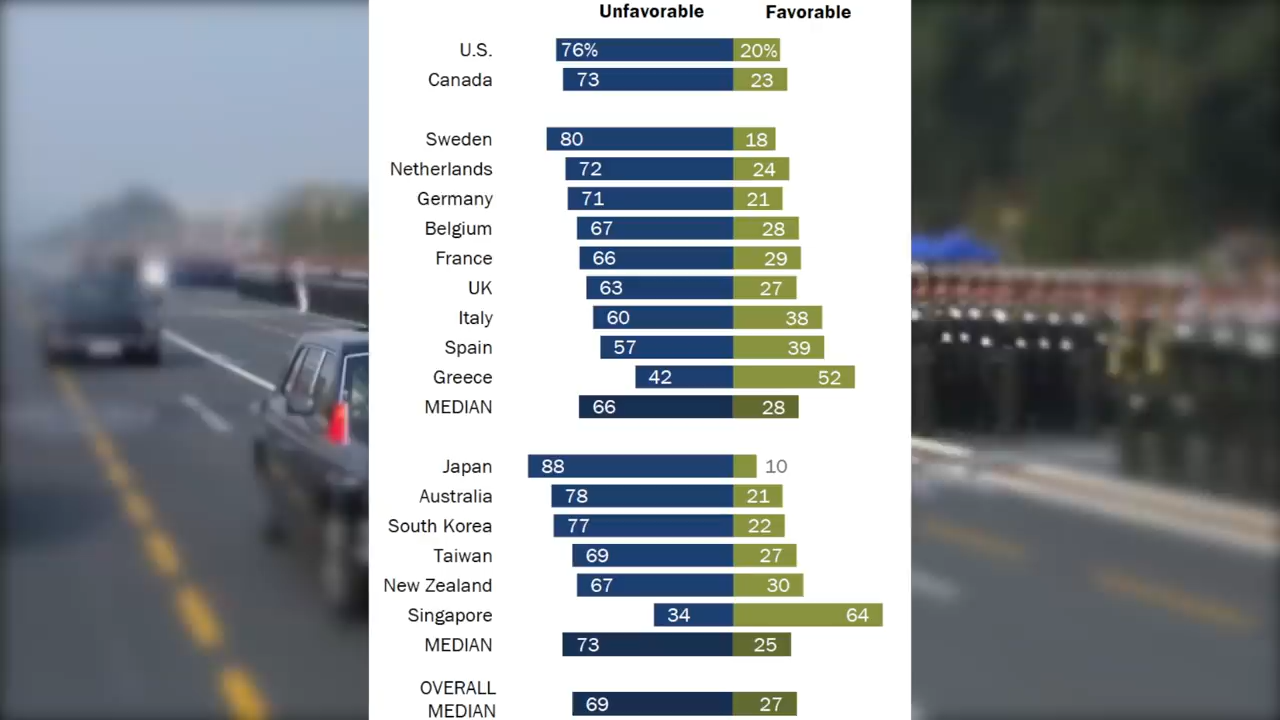 Unfavorable Favorable
U.S. 76% 20%
Canada 73 23
Sweden 80 18
Netherlands 72 24
Germany 71 21
Belgium 67 28
France 66 29
UK 63 27
Italy 60 38
Spain 57 39
Greece 42 52
MEDIAN 66 28
Japan 88 10
Australia 78 21
South Korea 77 22
Taiwan 69 27
New Zealand 67 30
Singapore 34 64
MEDIAN 73 25
OVERALL
MEDIAN 69 27